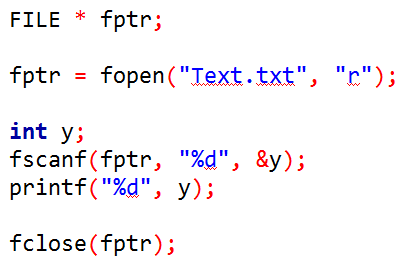 FILE * fptr;
fptr = fopen("Text.txt", "r");
int y;
fscanf(fptr, "%d", &y);
printf("%d", y);
fclose(fptr);